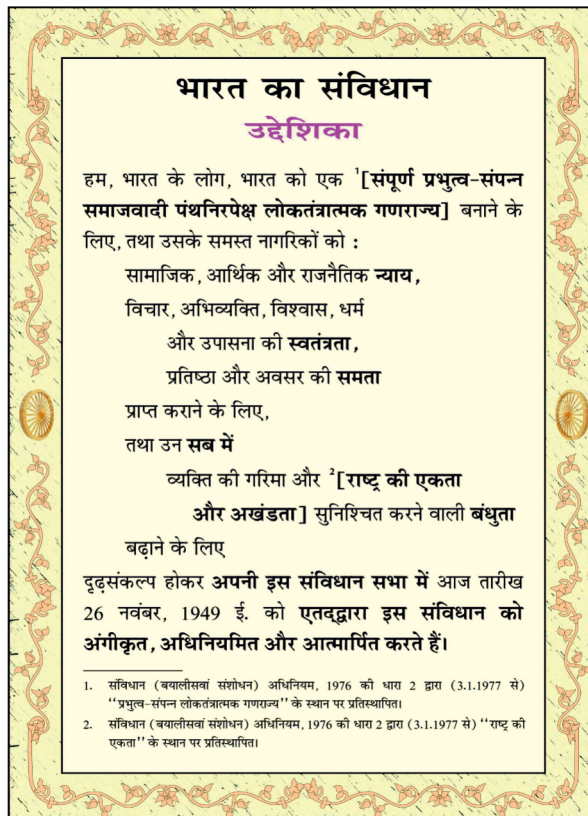 भारत का संविधान
उद्देशिका
हम, भारत के लोग, भारत को एक ¹[संपूर्ण प्रभुत्व-संपन्न
समाजवादी पंथनिरपेक्ष लोकतंत्रात्मक गणराज्य] बनाने के
लिए, तथा उसके समस्त नागरिकों को :
सामाजिक, आर्थिक और राजनैतिक न्याय,
विचार, अभिव्यक्ति, विश्वास, धर्म
और उपासना की स्वतंत्रता,
प्रतिष्ठा और अवसर की समता
प्राप्त कराने के लिए,
तथा उन सब में
व्यक्ति की गरिमा और ²[राष्ट्र की एकता
और अखंडता] सुनिश्चित करने वाली बंधुता
बढ़ाने के लिए
दृढ़संकल्प होकर अपनी इस संविधान सभा में आज तारीख
26 नवंबर, 1949 ई. को एतद्द्वारा इस संविधान को
अंगीकृत, अधिनियमित और आत्मार्पित करते हैं।
1. संविधान (बयालीसवां संशोधन) अधिनियम, 1976 की धारा 2 द्वारा (3.1.1977 से)
''प्रभुत्व-संपन्न लोकतंत्रात्मक गणराज्य'' के स्थान पर प्रतिस्थापित।
2. संविधान (बयालीसवां संशोधन) अधिनियम, 1976 की धारा 2 द्वारा (3.1.1977 से) ''राष्ट्र की
एकता'' के स्थान पर प्रतिस्थापित।